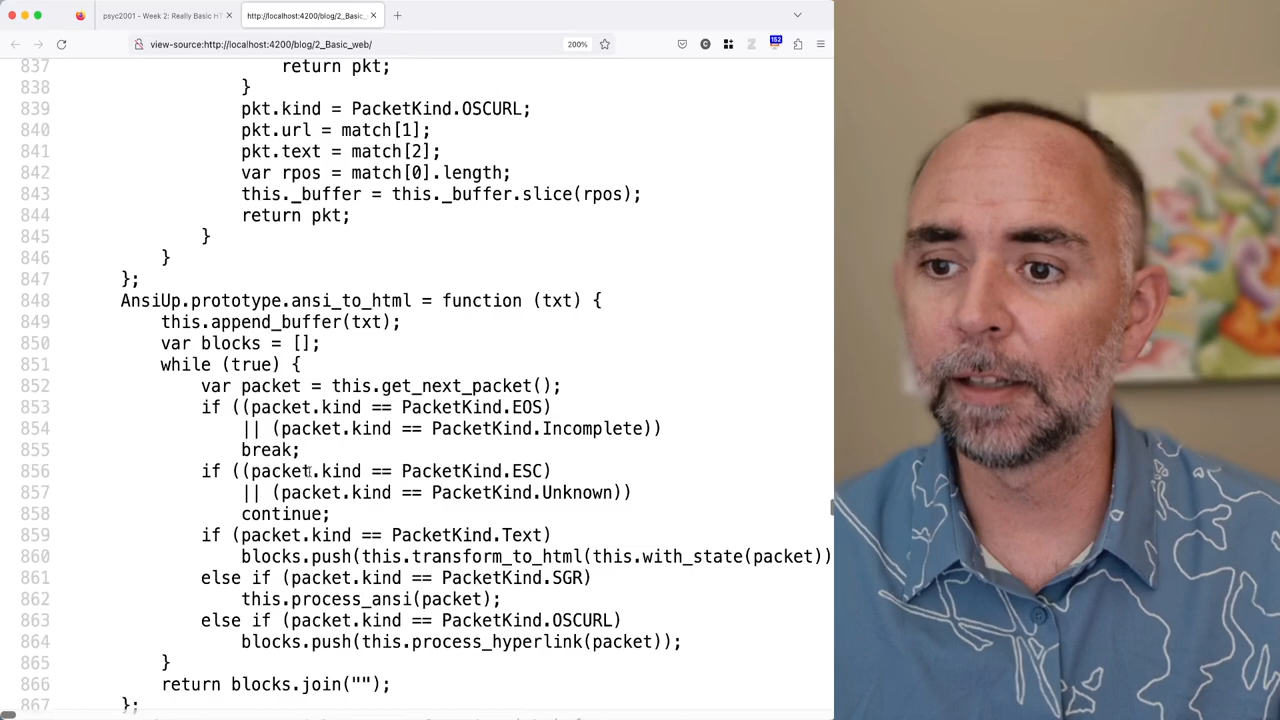 psyc2001 - Week 2: Really Basic HT
http://localhost:4200/blog/2_Basic_
view-source:http://localhost:4200/blog/2_Basic_web/
200%
152
837 return pkt;
838 }
839 pkt.kind = PacketKind.OSCURL;
840 pkt.url = match[1];
841 pkt.text = match[2];
842 var rpos = match[0].length;
843 this._buffer = this._buffer.slice(rpos);
844 return pkt;
845 }
846 }
847 };
848 AnsiUp.prototype.ansi_to_html = function (txt) {
849 this.append_buffer(txt);
850 var blocks = [];
851 while (true) {
852 var packet = this.get_next_packet();
853 if ((packet.kind == PacketKind.EOS)
854 || (packet.kind == PacketKind.Incomplete))
855 break;
856 if ((packet.kind == PacketKind.ESC)
857 || (packet.kind == PacketKind.Unknown))
858 continue;
859 if (packet.kind == PacketKind.Text)
860 blocks.push(this.transform_to_html(this.with_state(packet))
861 else if (packet.kind == PacketKind.SGR)
862 this.process_ansi(packet);
863 else if (packet.kind == PacketKind.OSCURL)
864 blocks.push(this.process_hyperlink(packet));
865 }
866 return blocks.join("");
867 };